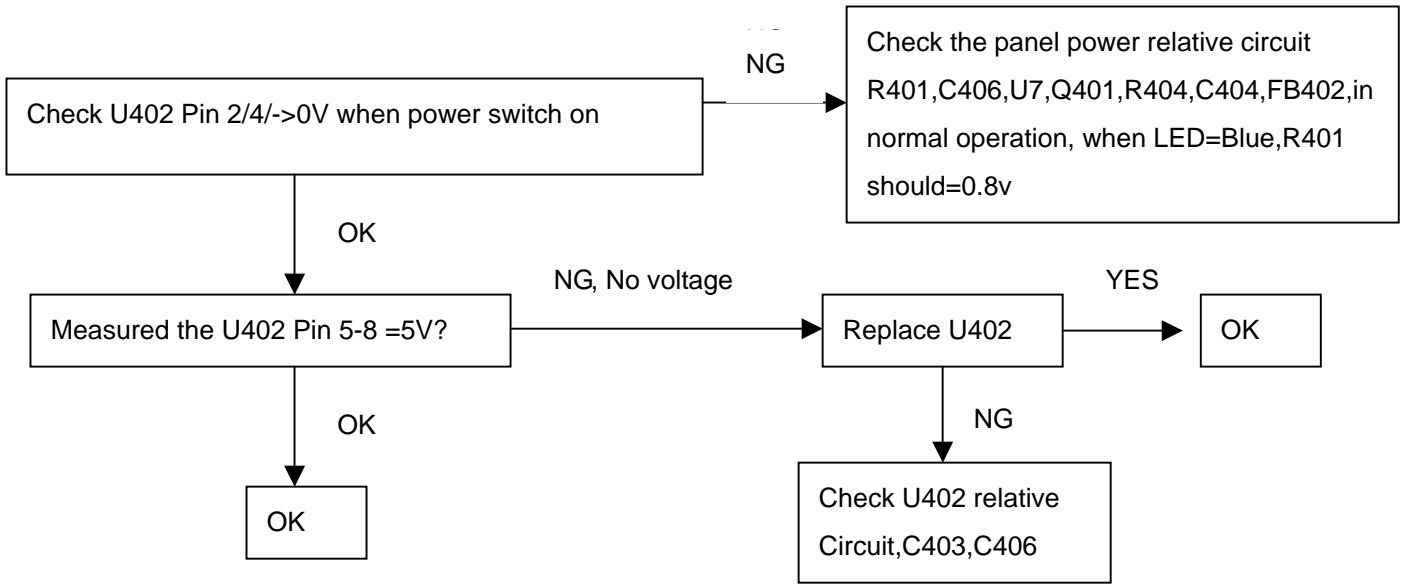 NG
Check the panel power relative circuit
R401,C406,U7,Q401,R404,C404,FB402,in
normal operation, when LED=Blue,R401
should=0.8v
Check U402 Pin 2/4/->0V when power switch on
OK
NG, No voltage
YES
Measured the U402 Pin 5-8 =5V?
Replace U402
OK
OK
NG
Check U402 relative
Circuit,C403,C406
OK